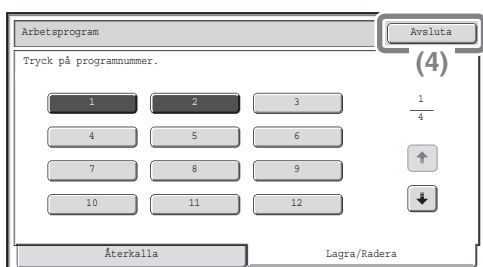 Arbetsprogram
Avsluta
(4)
Tryck på programnummer.
1 2 3
4 5 6
7 8 9
10 11 12
1
4
Återkalla
Lagra/Radera